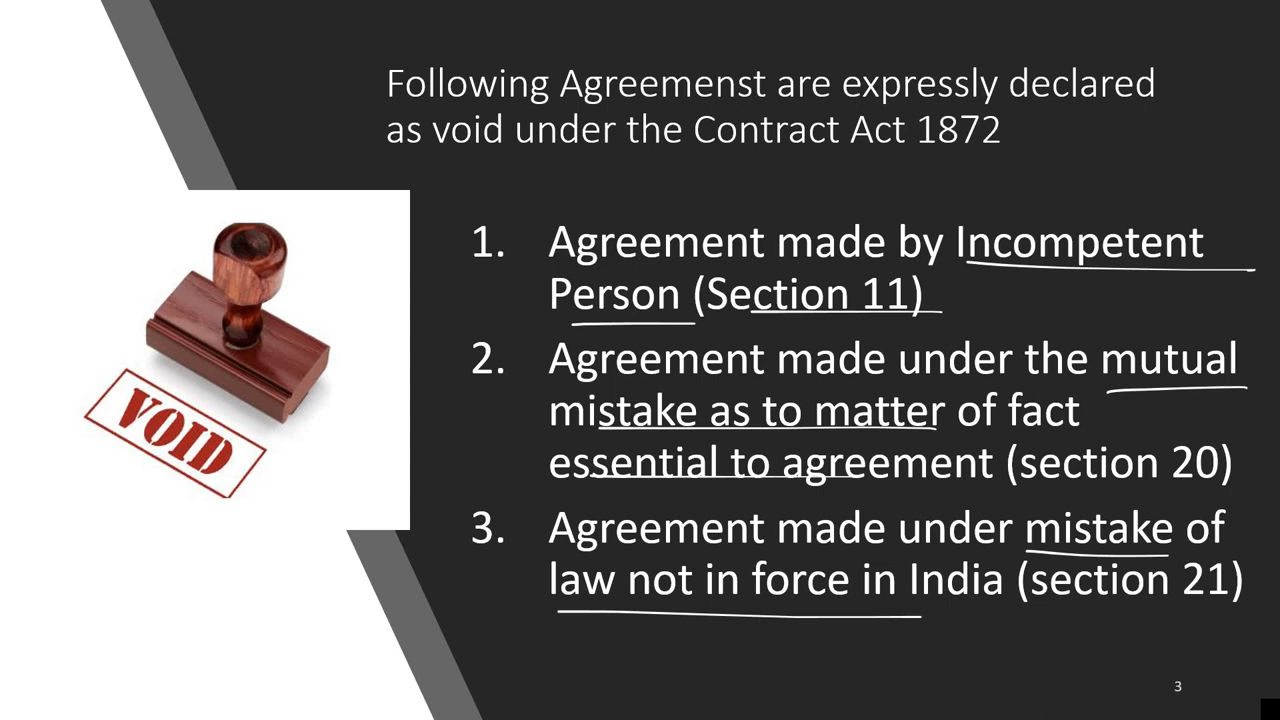 Following Agreemenst are expressly declared
as void under the Contract Act 1872
1. Agreement made by Incompetent
Person (Section 11)
2. Agreement made under the mutual
mistake as to matter of fact
essential to agreement (section 20)
3. Agreement made under mistake of
law not in force in India (section 21)
VOID
3